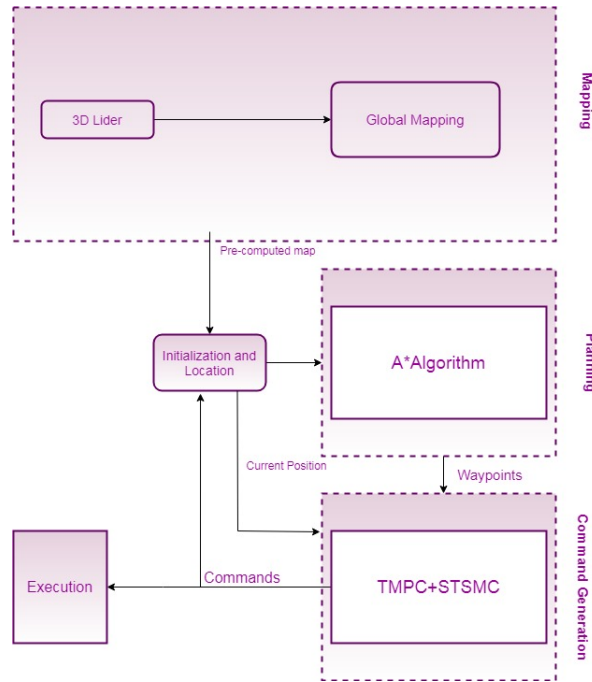 Mapping
3D Lider
Global Mapping
Pre-computed map
Initialization and
Location
A*Algorithm
Planning
Current Position
Waypoints
Command Generation
Execution
Commands
TMPC+STSMC